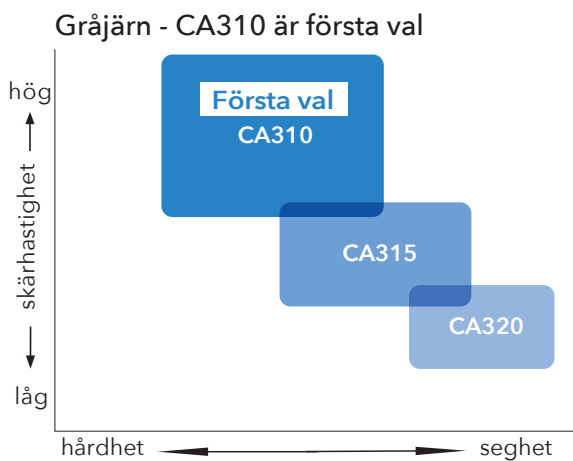 Gråjärn - CA310 är första val
hög
Första val
CA310
skärhastighet
CA315
CA320
låg
hårdhet
seghet